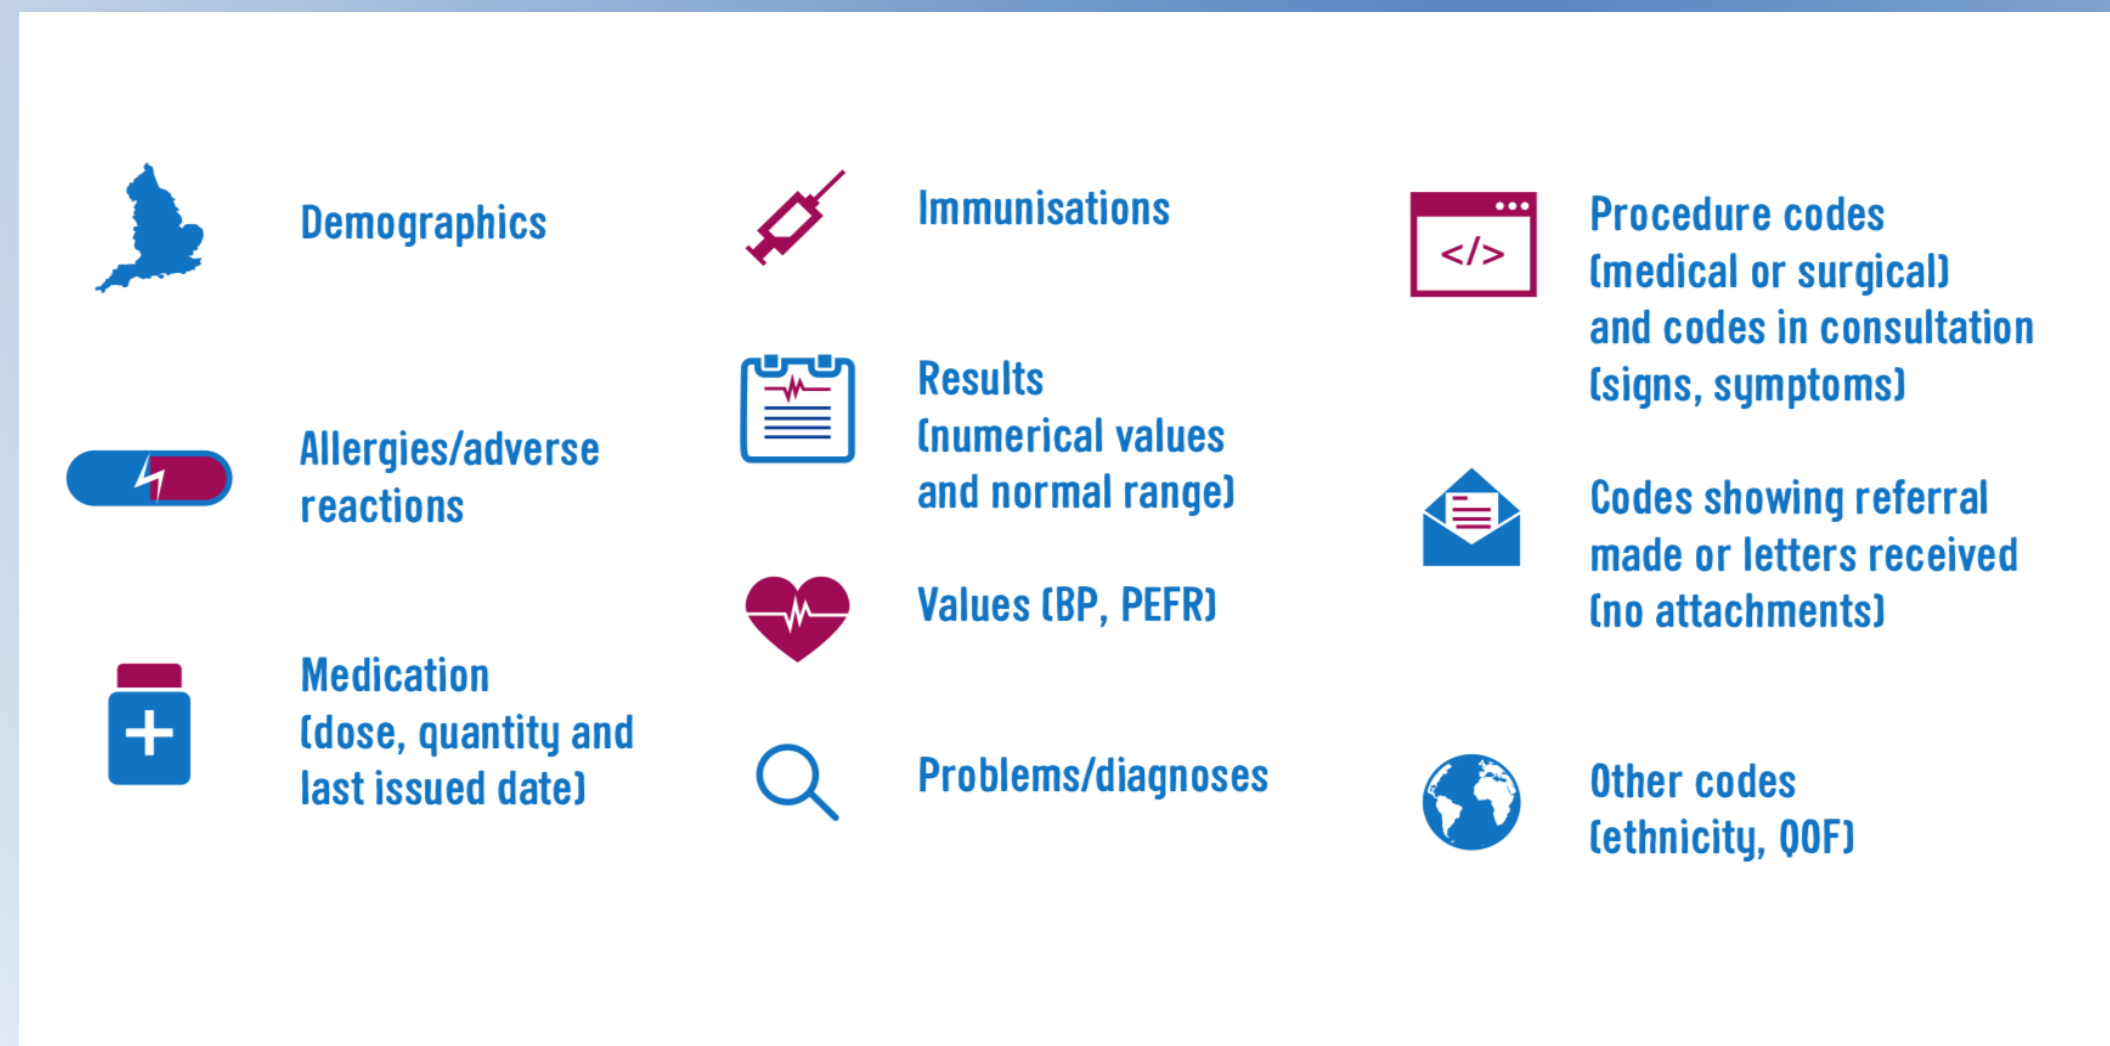 Demographics
Allergies/adverse
reactions
Medication
(dose, quantity and
last issued date)
Immunisations
Results
(numerical values
and normal range)
Values (BP, PEFR)
Problems/diagnoses
</>
Procedure codes
(medical or surgical)
and codes in consultation
(signs, symptoms)
Codes showing referral
made or letters received
(no attachments)
Other codes
(ethnicity, QOF)